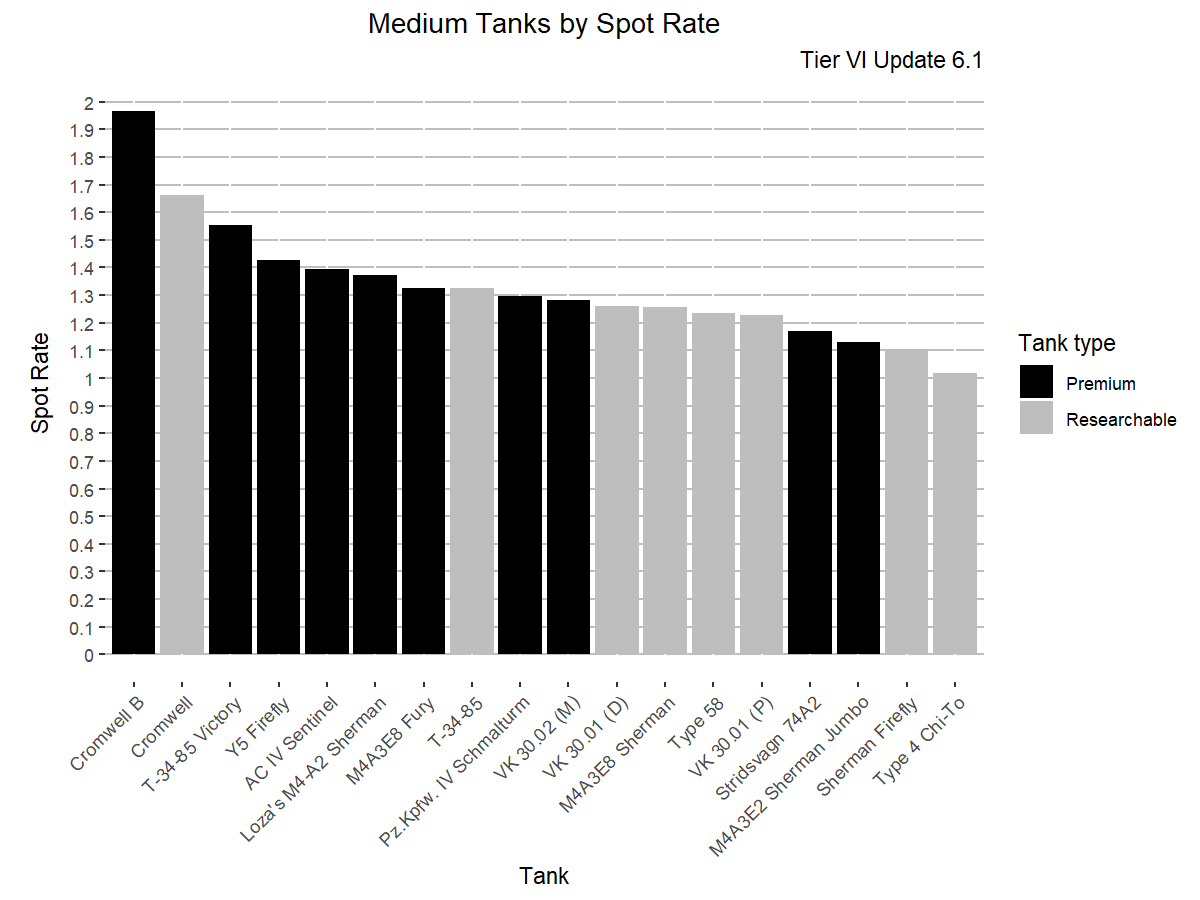 Medium Tanks by Spot Rate
Tier VI Update 6.1
2
1.9
1.8
1.7
1.6
1.5
1.4
1.3
1.2
1.1
1
0.9
0.8
0.7
0.6
0.5
0.4
0.3
0.2
0.1
0
Spot Rate
Cromwell B
Cromwell
T-34-85 Victory
Y5 Firefly
AC IV Sentinel
Loza's M4-A2 Sherman
M4A3E8 Fury
T-34-85
Pz.Kpfw. IV Schmalturm
VK 30.02 (M)
VK 30.01 (D)
M4A3E8 Sherman
Type 58
VK 30.01 (P)
Stridsvagn 74A2
M4A3E2 Sherman Jumbo
Sherman Firefly
Type 4 Chi-To
Tank
Tank type
Premium
Researchable